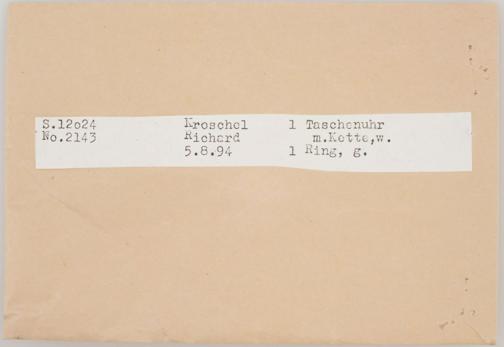 S.12o24 Kroschel 1 Taschenuhr
No.2143 Richard m.Kette,w.
5.8.94 1 Ring, g.